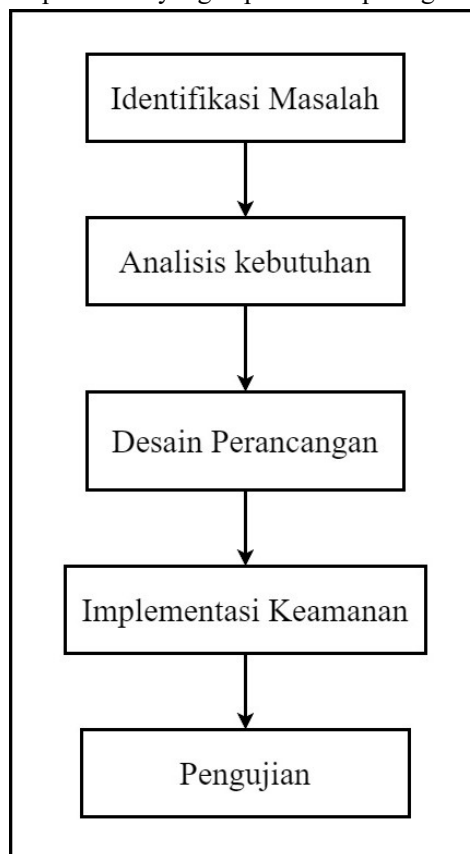 Identifikasi Masalah
Analisis kebutuhan
Desain Perancangan
Implementasi Keamanan
Pengujian